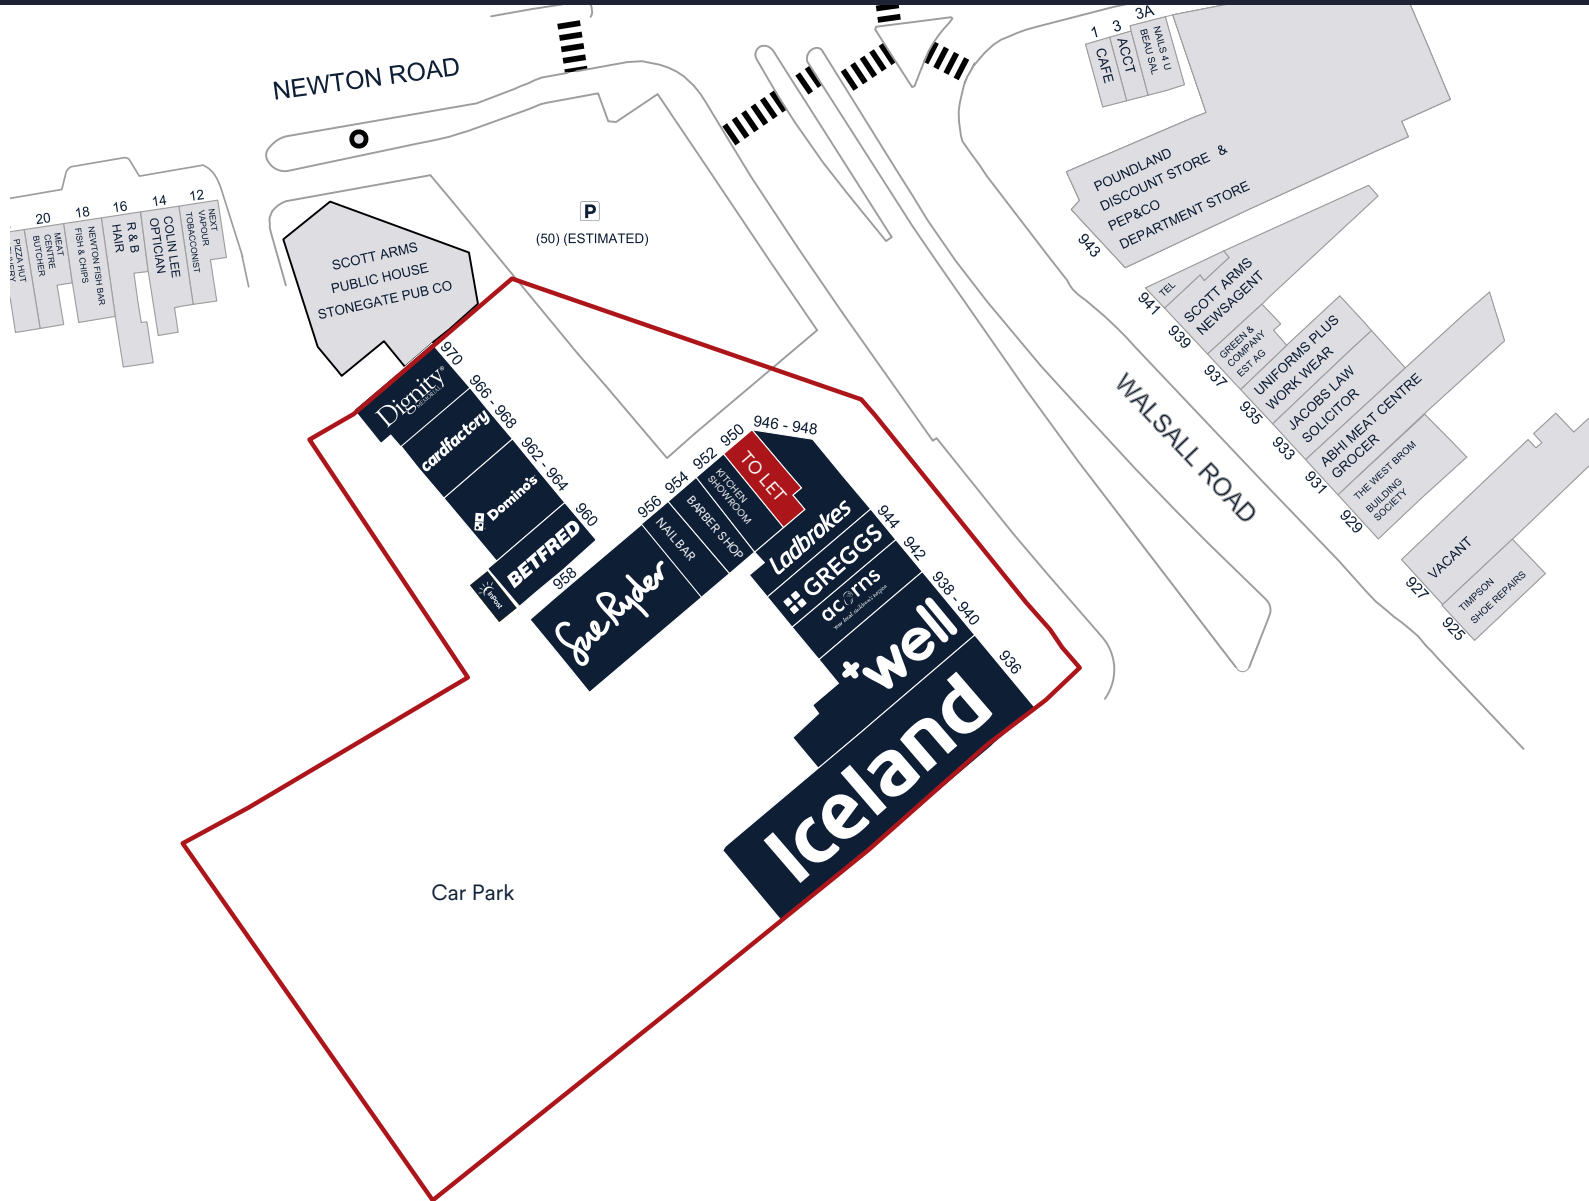 NEWTON ROAD
P
(50) (ESTIMATED)
1
CAFE
3
ACCT
3A
NAILS 4 U
BEAU SAL
POUNDLAND
DISCOUNT STORE &
PEP&CO
DEPARTMENT STORE
943
20
MEAT
CENTRE
BUTCHER
18
NEWTON FISH BAR
FISH & CHIPS
16
R & B
HAIR
14
COLIN LEE
OPTICIAN
12
NEXT
VAPOUR
TOBACCONIST
PIZZA HUT
SCOTT ARMS
PUBLIC HOUSE
STONEGATE PUB CO
941
TEL
939
SCOTT ARMS
NEWSAGENT
937
GREEN &
COMPANY
EST AG
935
UNIFORMS PLUS
WORK WEAR
933
JACOBS LAW
SOLICITOR
931
ABHI MEAT CENTRE
GROCER
929
THE WEST BROM
BUILDING
SOCIETY
927
VACANT
925
TIMPSON
SHOE REPAIRS
WALSALL ROAD
970
Dignity
966 - 968
cardfactory
962 - 964
Domino's
960
BETFRED
InPost
958
Sue Ryder
956
NAIL BAR
954
BARBER SHOP
952
KITCHEN
SHOWROOM
950
TO LET
946 - 948
Ladbrokes
944
GREGGS
942
acorns
938 - 940
well
936
Iceland
Car Park